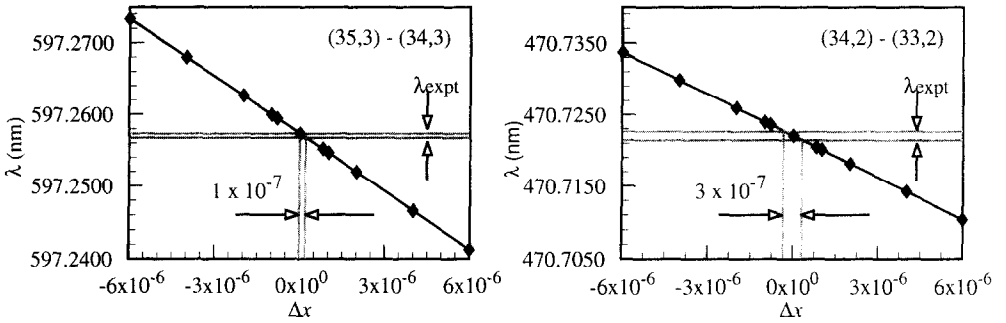 597.2700
597.2600
597.2500
597.2400
λ (nm)
(35,3) - (34,3)
λexpt
1 x 10⁻⁷
-6x10⁻⁶ -3x10⁻⁶ 0x10⁰ 3x10⁻⁶ 6x10⁻⁶
Δx
470.7350
470.7250
470.7150
470.7050
λ (nm)
(34,2) - (33,2)
λexpt
3 x 10⁻⁷
-6x10⁻⁶ -3x10⁻⁶ 0x10⁰ 3x10⁻⁶ 6x10⁻⁶
Δx